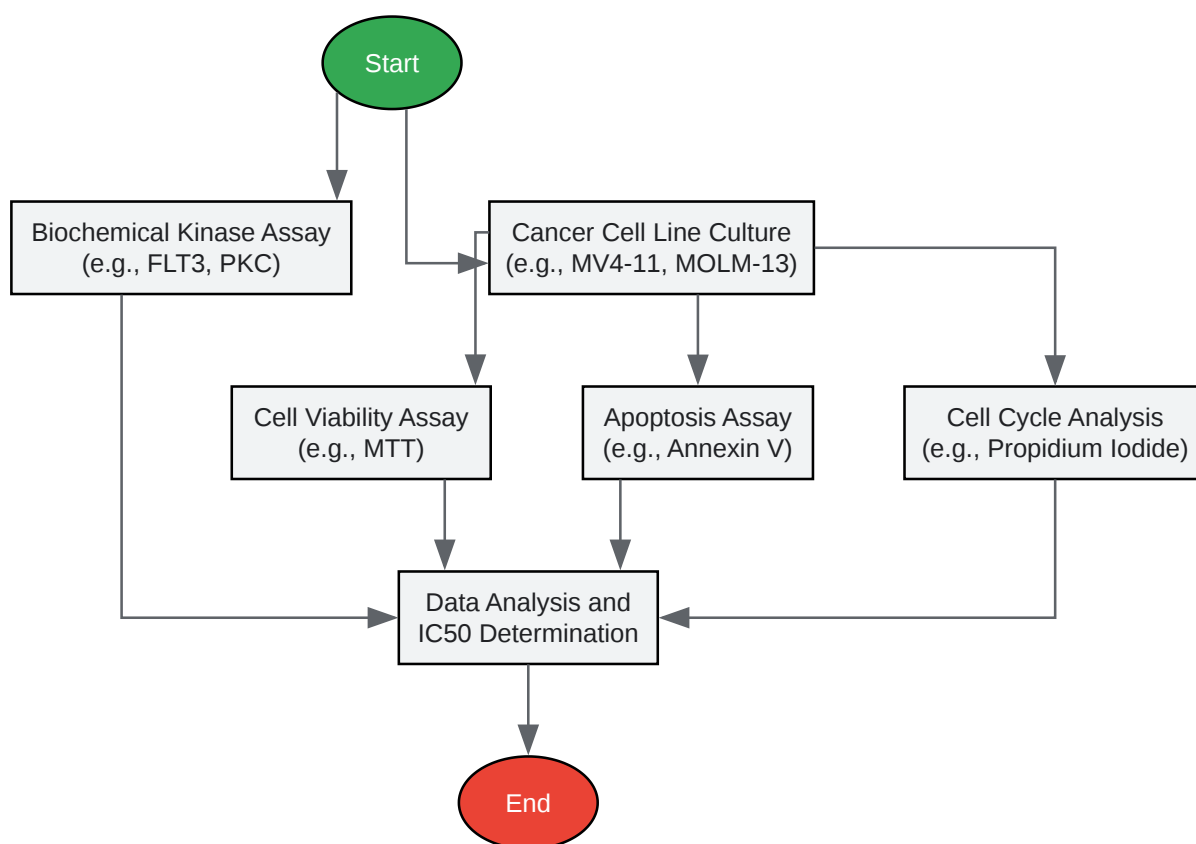 Start
Biochemical Kinase Assay
(e.g., FLT3, PKC)
Cancer Cell Line Culture
(e.g., MV4-11, MOLM-13)
Cell Viability Assay
(e.g., MTT)
Apoptosis Assay
(e.g., Annexin V)
Cell Cycle Analysis
(e.g., Propidium Iodide)
Data Analysis and
IC50 Determination
End